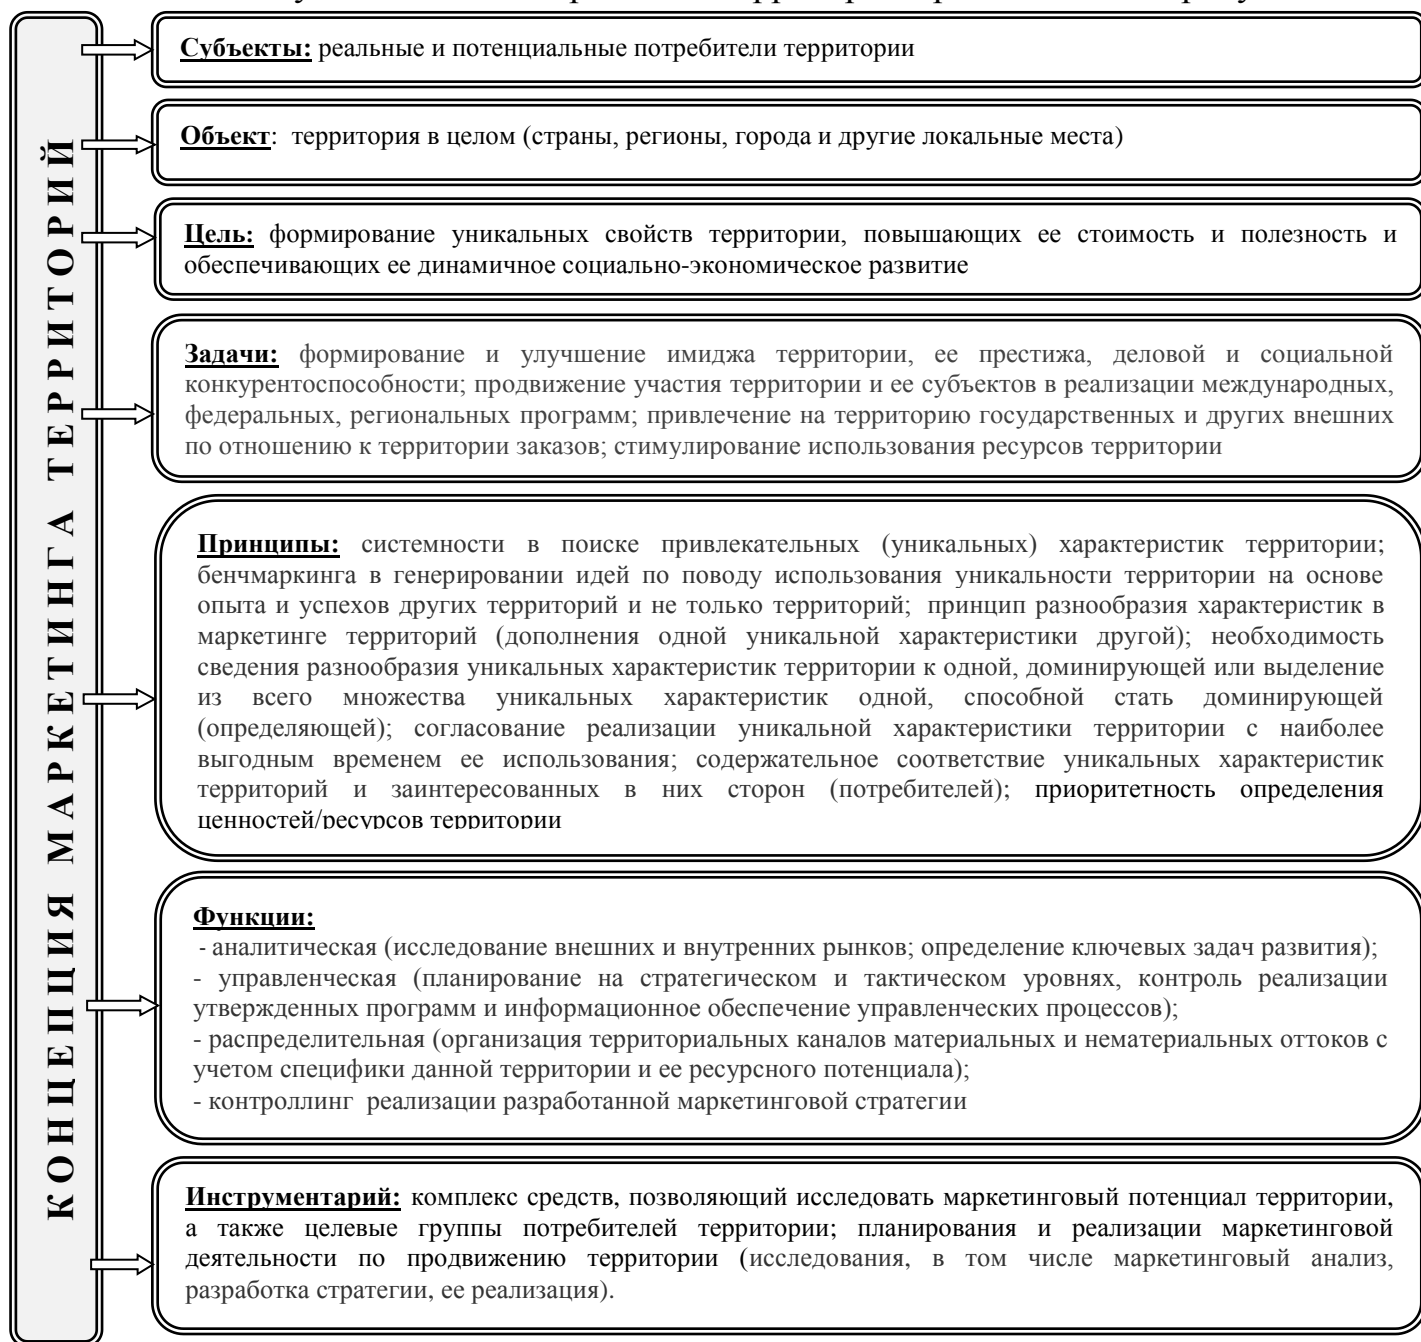 КОНЦЕПЦИЯ МАРКЕТИНГА ТЕРРИТОРИЙ
Субъекты: реальные и потенциальные потребители территории
Объект: территория в целом (страны, регионы, города и другие локальные места)
Цель: формирование уникальных свойств территории, повышающих ее стоимость и полезность и
обеспечивающих ее динамичное социально-экономическое развитие
Задачи: формирование и улучшение имиджа территории, ее престижа, деловой и социальной
конкурентоспособности; продвижение участия территории и ее субъектов в реализации международных,
федеральных, региональных программ; привлечение на территорию государственных и других внешних
по отношению к территории заказов; стимулирование использования ресурсов территории
Принципы: системности в поиске привлекательных (уникальных) характеристик территории;
бенчмаркинга в генерировании идей по поводу использования уникальности территории на основе
опыта и успехов других территорий и не только территорий; принцип разнообразия характеристик в
маркетинге территорий (дополнения одной уникальной характеристики другой); необходимость
сведения разнообразия уникальных характеристик территории к одной, доминирующей или выделение
из всего множества уникальных характеристик одной, способной стать доминирующей
(определяющей); согласование реализации уникальной характеристики территории с наиболее
выгодным временем ее использования; содержательное соответствие уникальных характеристик
территорий и заинтересованных в них сторон (потребителей); приоритетность определения
ценностей/ресурсов территории
Функции:
- аналитическая (исследование внешних и внутренних рынков; определение ключевых задач развития);
- управленческая (планирование на стратегическом и тактическом уровнях, контроль реализации
утвержденных программ и информационное обеспечение управленческих процессов);
- распределительная (организация территориальных каналов материальных и нематериальных оттоков с
учетом специфики данной территории и ее ресурсного потенциала);
- контроллинг реализации разработанной маркетинговой стратегии
Инструментарий: комплекс средств, позволяющий исследовать маркетинговый потенциал территории,
а также целевые группы потребителей территории; планирования и реализации маркетинговой
деятельности по продвижению территории (исследования, в том числе маркетинговый анализ,
разработка стратегии, ее реализация).